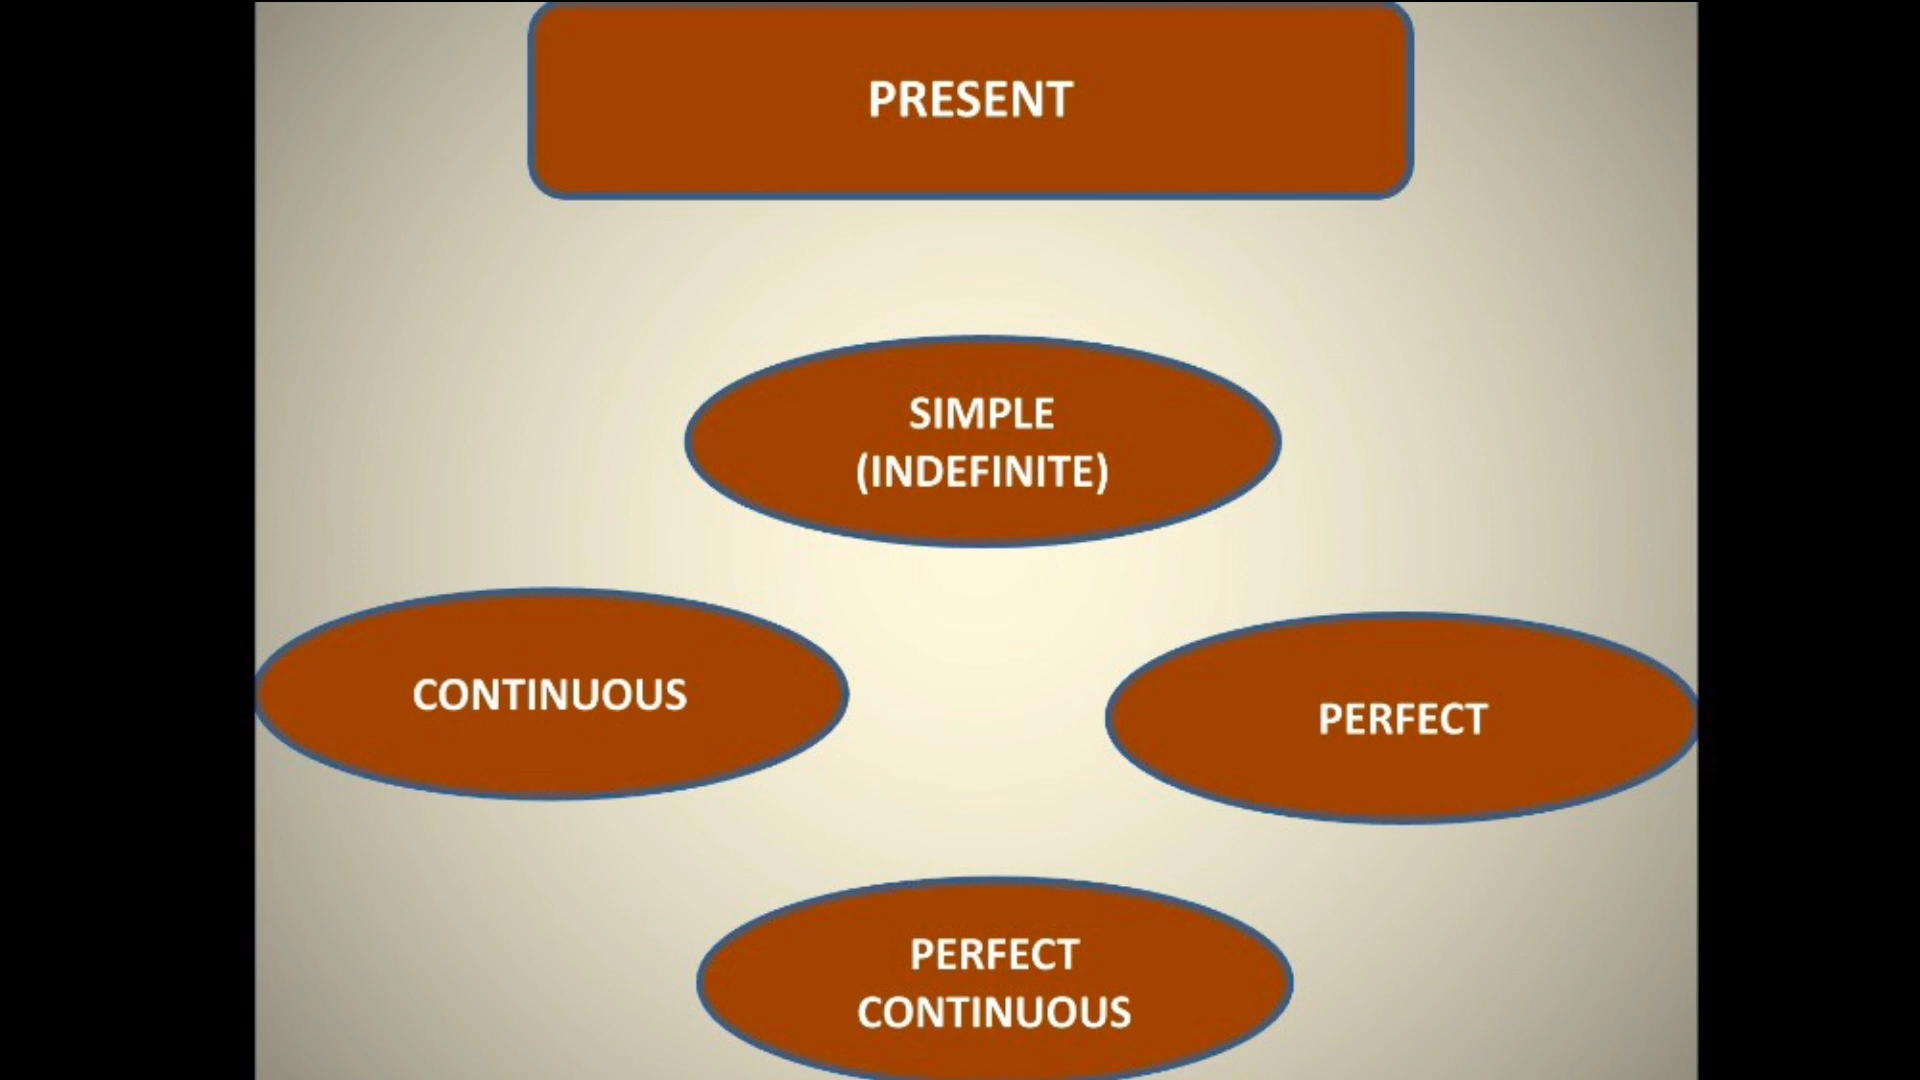 PRESENT
SIMPLE
(INDEFINITE)
CONTINUOUS
PERFECT
PERFECT
CONTINUOUS